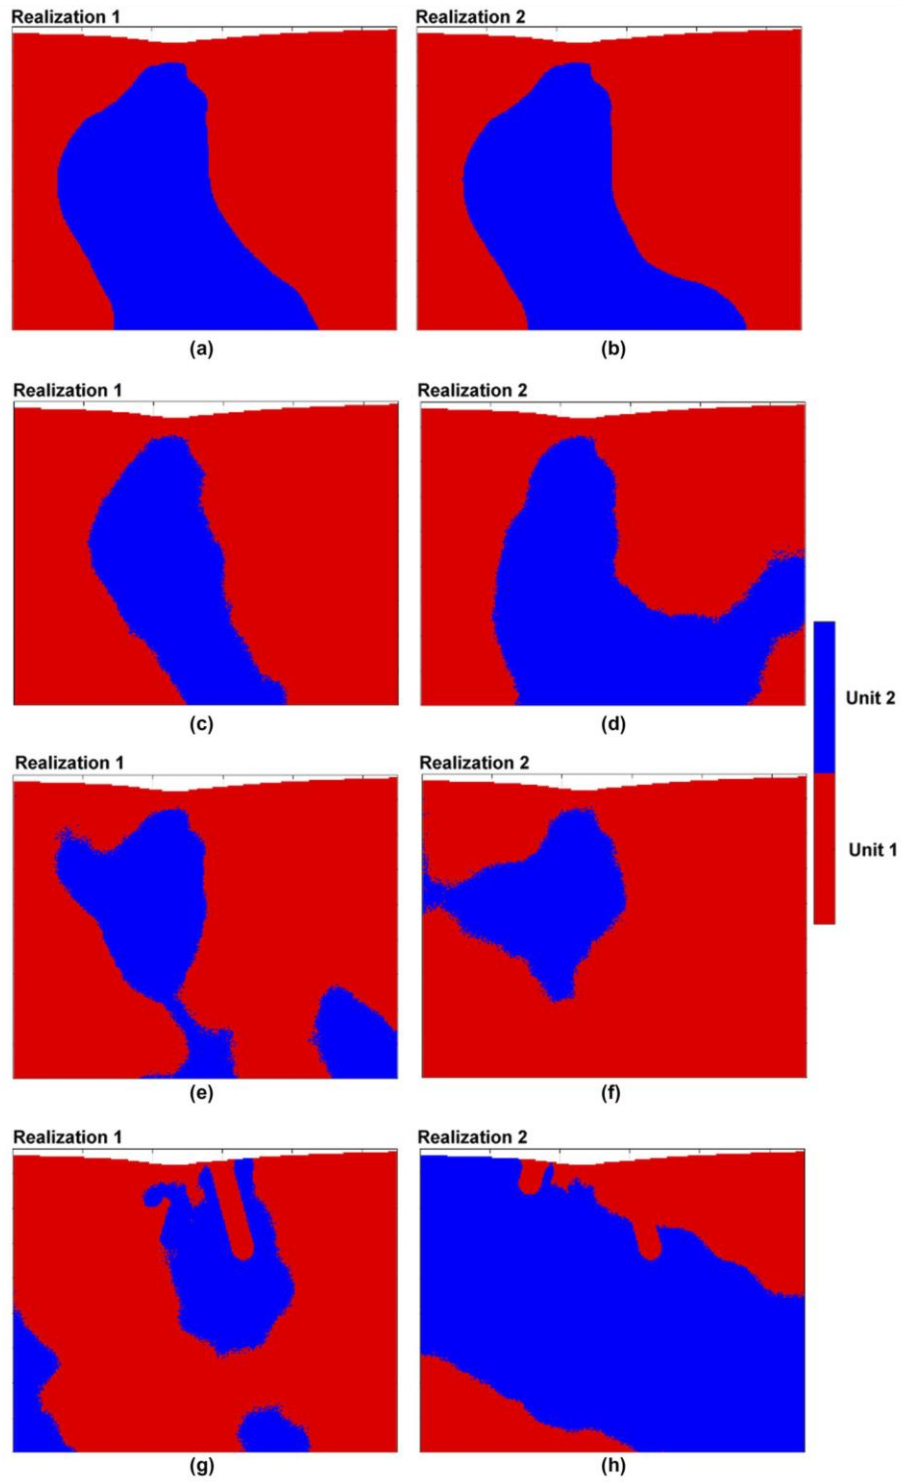 Realization 1
Realization 2
(a)
(b)
Realization 1
Realization 2
(c)
(d)
Unit 2
Realization 1
Realization 2
Unit 1
(e)
(f)
Realization 1
Realization 2
(g)
(h)